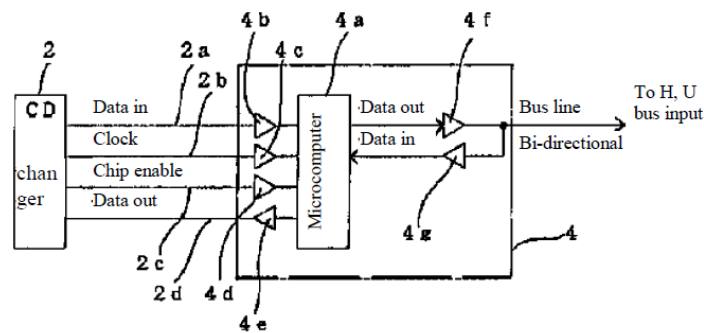 4b 4a 4f
2 2a 4c
2b
CD Data in Data out Bus line To H, U
bus input
Clock Data in Bi-directional
chan
ger
Chip enable
Microcomputer
Data out
4g 4
2c
2d 4d
4e